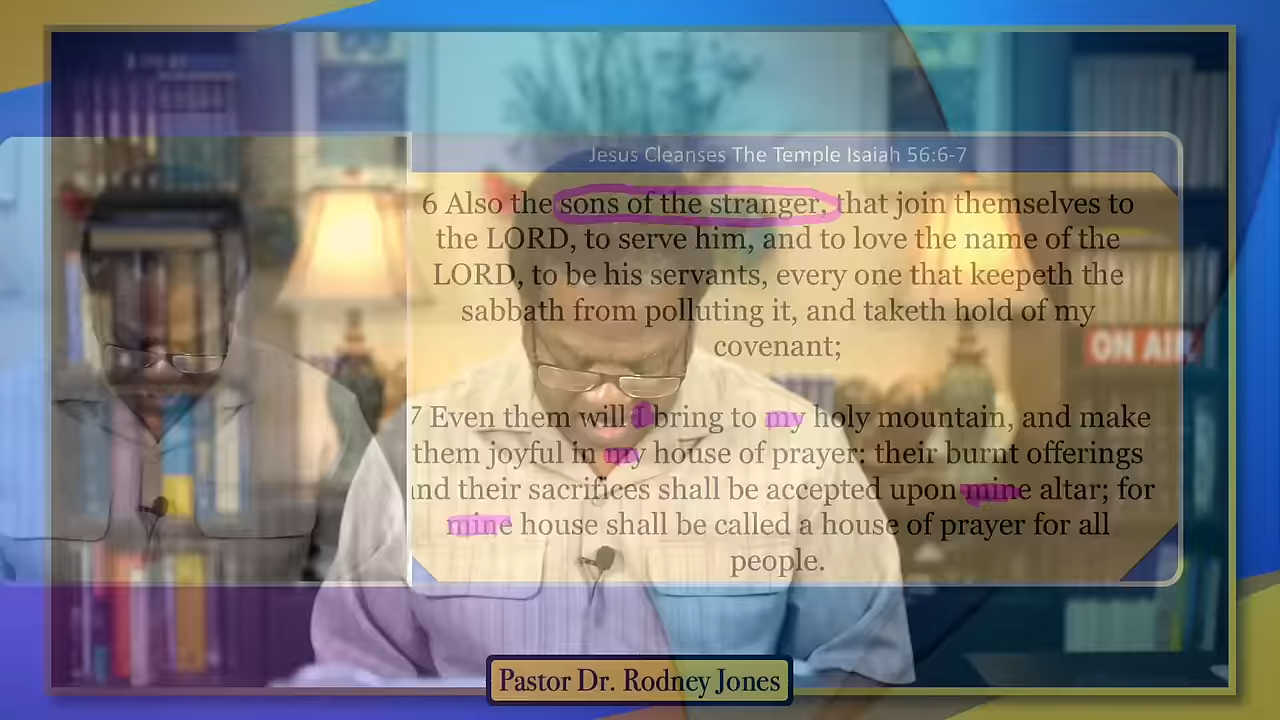 Jesus Cleanses The Temple Isaiah 56:6-7
6 Also the sons of the stranger, that join themselves to
the LORD, to serve him, and to love the name of the
LORD, to be his servants, every one that keepeth the
sabbath from polluting it, and taketh hold of my
covenant;
7 Even them will I bring to my holy mountain, and make
them joyful in my house of prayer: their burnt offerings
and their sacrifices shall be accepted upon mine altar; for
mine house shall be called a house of prayer for all
people.
ON AIR
Pastor Dr. Rodney Jones